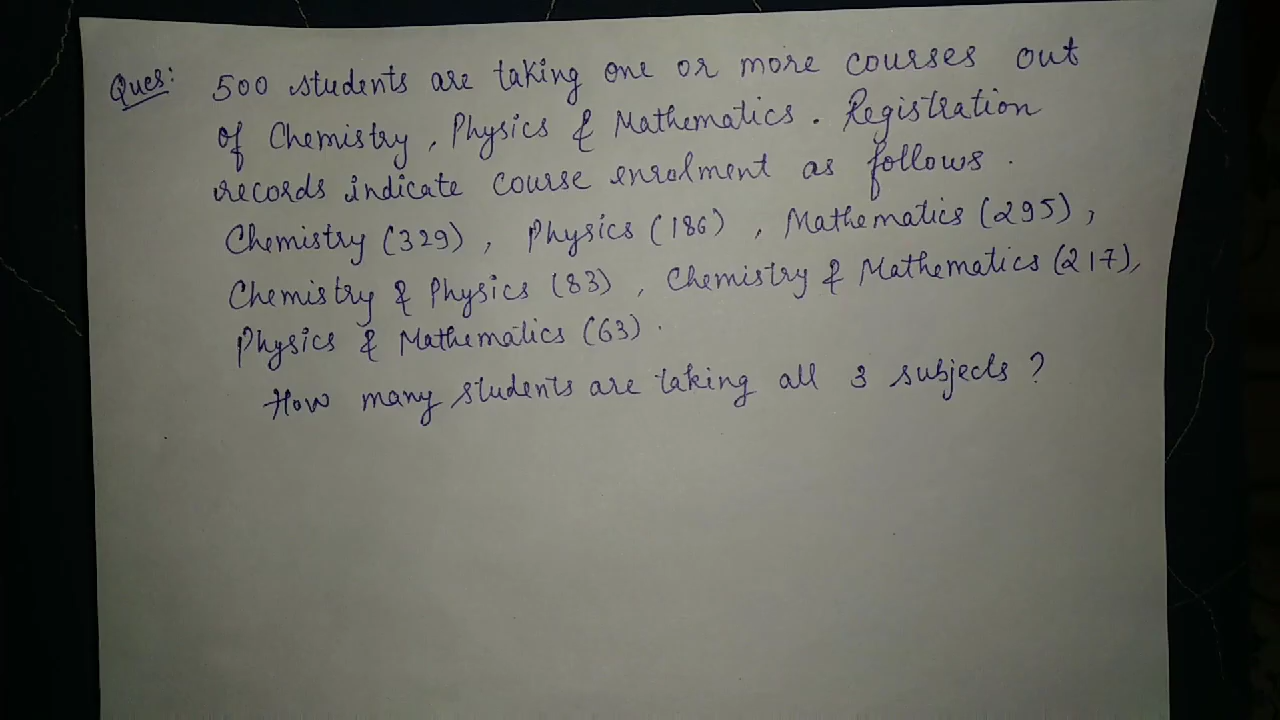 Ques: 500 students are taking one or more courses out
of Chemistry, Physics & Mathematics. Registration
records indicate course enrolment as follows.
Chemistry (329), Physics (186), Mathematics (295),
Chemistry & Physics (83), Chemistry & Mathematics (217),
Physics & Mathematics (63).
How many students are taking all 3 subjects?